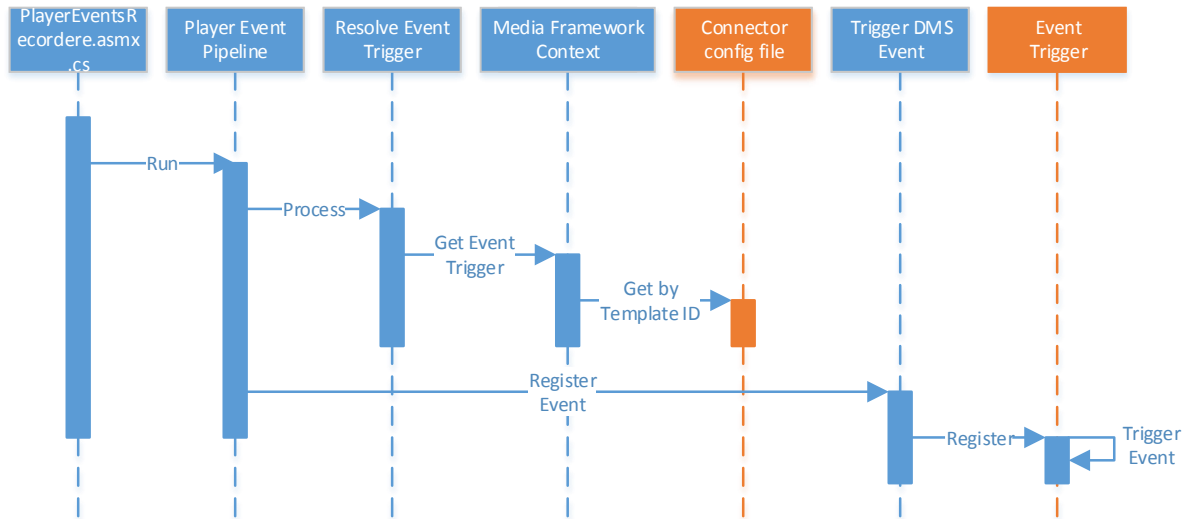 PlayerEventsR
ecordere.asmx
.cs
Player Event
Pipeline
Resolve Event
Trigger
Media Framework
Context
Connector
config file
Trigger DMS
Event
Event
Trigger
Run
Process
Get Event
Trigger
Get by
Template ID
Register
Event
Register
Trigger
Event